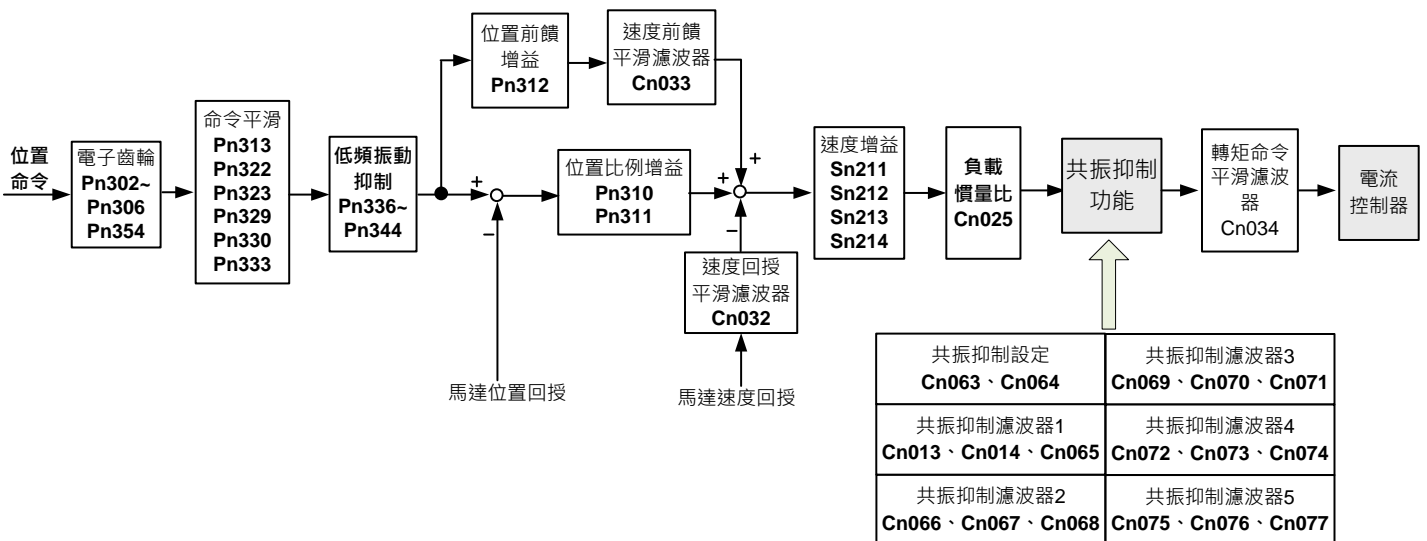 位置
命令
電子齒輪
Pn302~
Pn306
Pn354
命令平滑
Pn313
Pn322
Pn323
Pn329
Pn330
Pn333
低頻振動
抑制
Pn336~
Pn344
位置前饋
增益
Pn312
速度前饋
平滑濾波器
Cn033
+
−
位置比例增益
Pn310
Pn311
+
+
−
速度回授
平滑濾波器
Cn032
馬達位置回授
馬達速度回授
速度增益
Sn211
Sn212
Sn213
Sn214
負載
慣量比
Cn025
共振抑制
功能
轉矩命令
平滑濾波
器
Cn034
電流
控制器
共振抑制設定
Cn063、Cn064
共振抑制濾波器3
Cn069、Cn070、Cn071
共振抑制濾波器1
Cn013、Cn014、Cn065
共振抑制濾波器4
Cn072、Cn073、Cn074
共振抑制濾波器2
Cn066、Cn067、Cn068
共振抑制濾波器5
Cn075、Cn076、Cn077